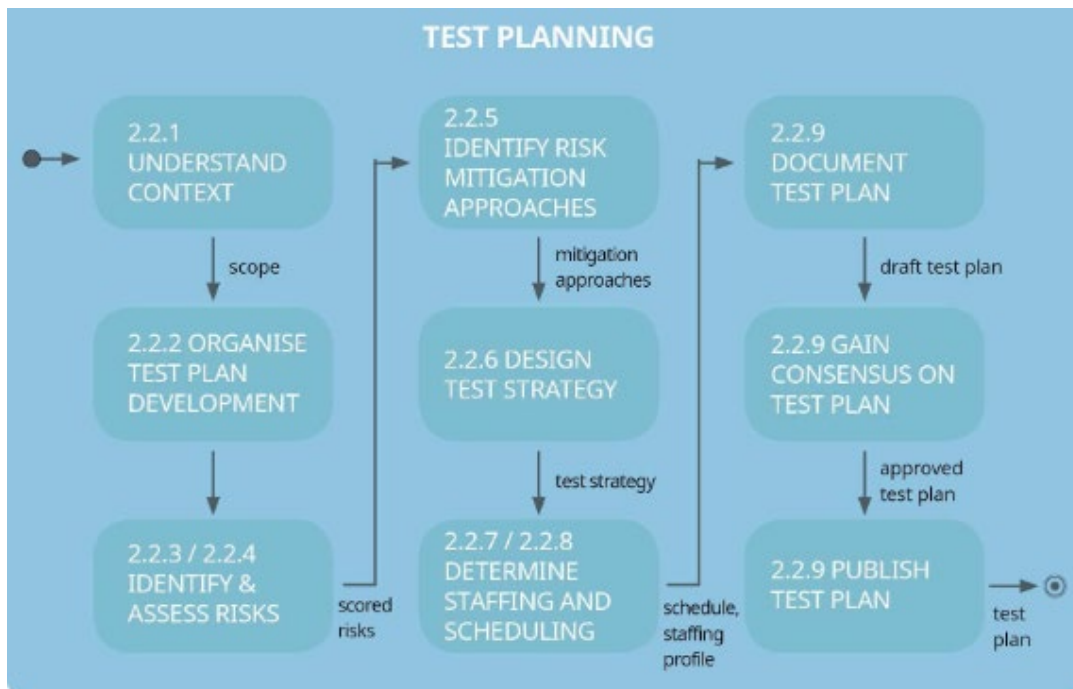 TEST PLANNING
2.2.1
UNDERSTAND
CONTEXT
scope
2.2.2 ORGANISE
TEST PLAN
DEVELOPMENT
2.2.3 / 2.2.4
IDENTIFY &
ASSESS RISKS
scored
risks
2.2.5
IDENTIFY RISK
MITIGATION
APPROACHES
mitigation
approaches
2.2.6 DESIGN
TEST STRATEGY
test strategy
2.2.7 / 2.2.8
DETERMINE
STAFFING AND
SCHEDULING
schedule,
staffing
profile
2.2.9
DOCUMENT
TEST PLAN
draft test plan
2.2.9 GAIN
CONSENSUS ON
TEST PLAN
approved
test plan
2.2.9 PUBLISH
TEST PLAN
test
plan